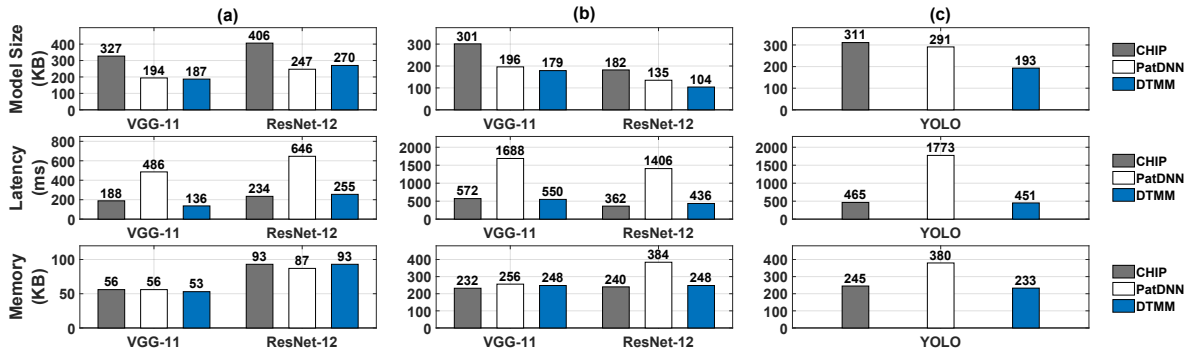 (a)
(b)
(c)
Model Size
(KB)
400
300
200
100
0
327
194
187
406
247
270
VGG-11
ResNet-12
300
200
100
0
301
196
179
182
135
104
VGG-11
ResNet-12
300
200
100
0
311
291
193
YOLO
CHIP
PatDNN
DTMM
Latency
(ms)
800
600
400
200
0
188
486
136
234
646
255
VGG-11
ResNet-12
2000
1500
1000
500
0
572
1688
550
362
1406
436
VGG-11
ResNet-12
2000
1500
1000
500
0
465
1773
451
YOLO
CHIP
PatDNN
DTMM
Memory
(KB)
100
50
0
56
56
53
93
87
93
VGG-11
ResNet-12
400
300
200
100
0
232
256
248
240
384
248
VGG-11
ResNet-12
400
300
200
100
0
245
380
233
YOLO
CHIP
PatDNN
DTMM